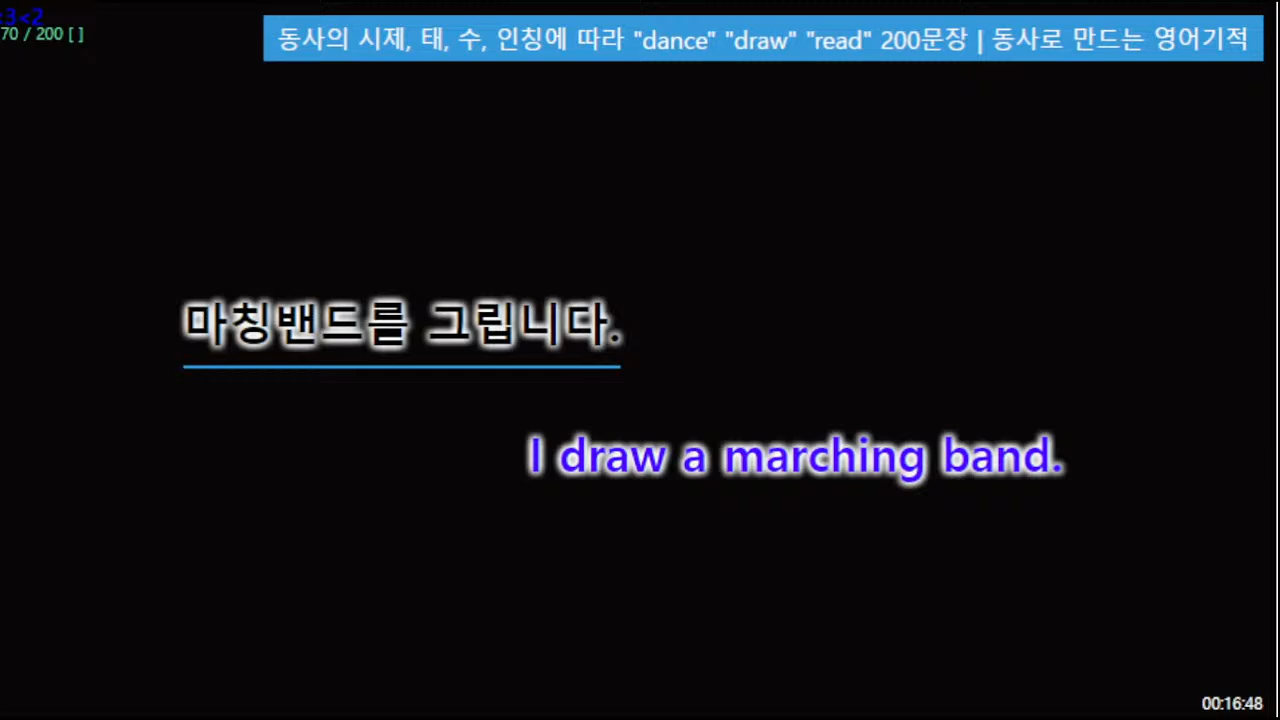 :3<2
70 / 200 [ ]
동사의 시제, 태, 수, 인칭에 따라 "dance" "draw" "read" 200문장 | 동사로 만드는 영어기적
마칭밴드를 그립니다.
I draw a marching band.
00:16:48